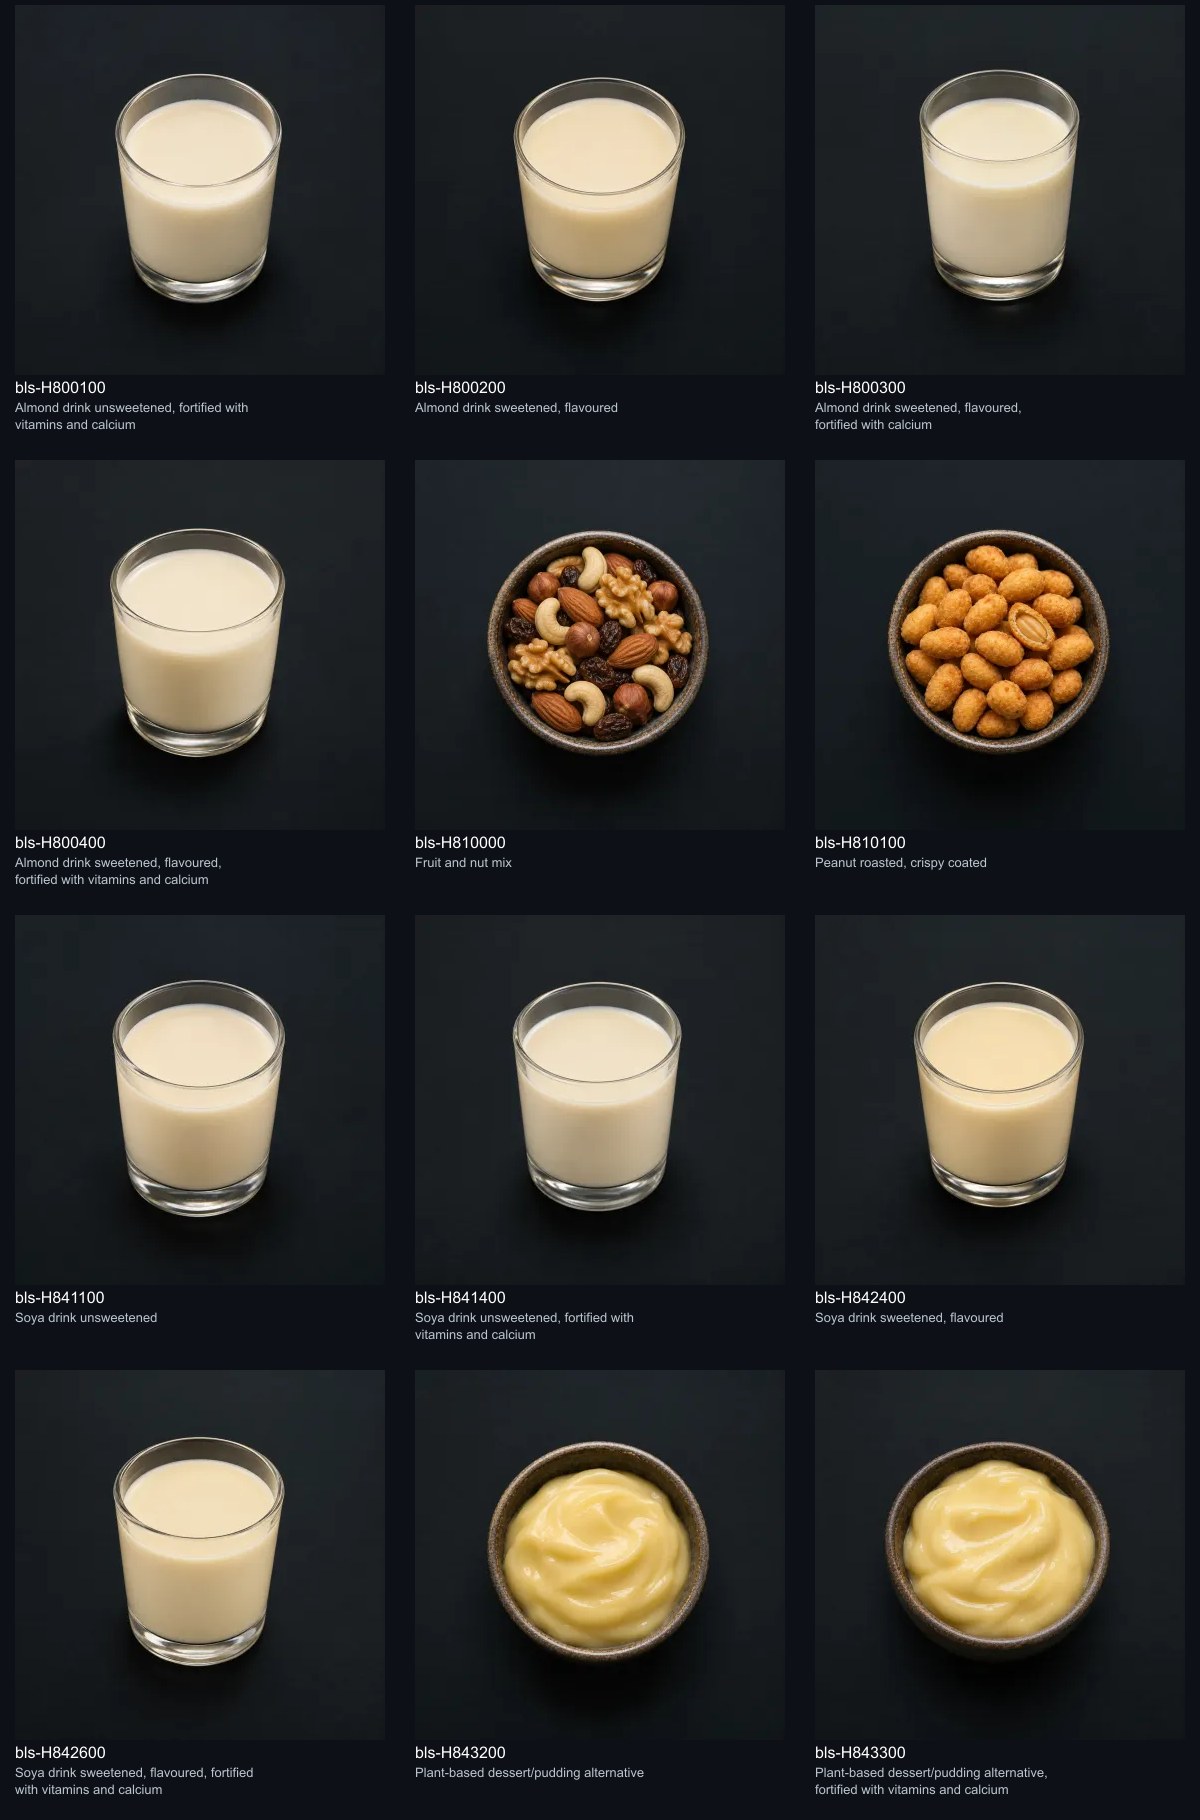 bls-H800100
Almond drink unsweetened, fortified with
vitamins and calcium
bls-H800200
Almond drink sweetened, flavoured
bls-H800300
Almond drink sweetened, flavoured,
fortified with calcium
bls-H800400
Almond drink sweetened, flavoured,
fortified with vitamins and calcium
bls-H810000
Fruit and nut mix
bls-H810100
Peanut roasted, crispy coated
bls-H841100
Soya drink unsweetened
bls-H841400
Soya drink unsweetened, fortified with
vitamins and calcium
bls-H842400
Soya drink sweetened, flavoured
bls-H842600
Soya drink sweetened, flavoured, fortified
with vitamins and calcium
bls-H843200
Plant-based dessert/pudding alternative
bls-H843300
Plant-based dessert/pudding alternative,
fortified with vitamins and calcium